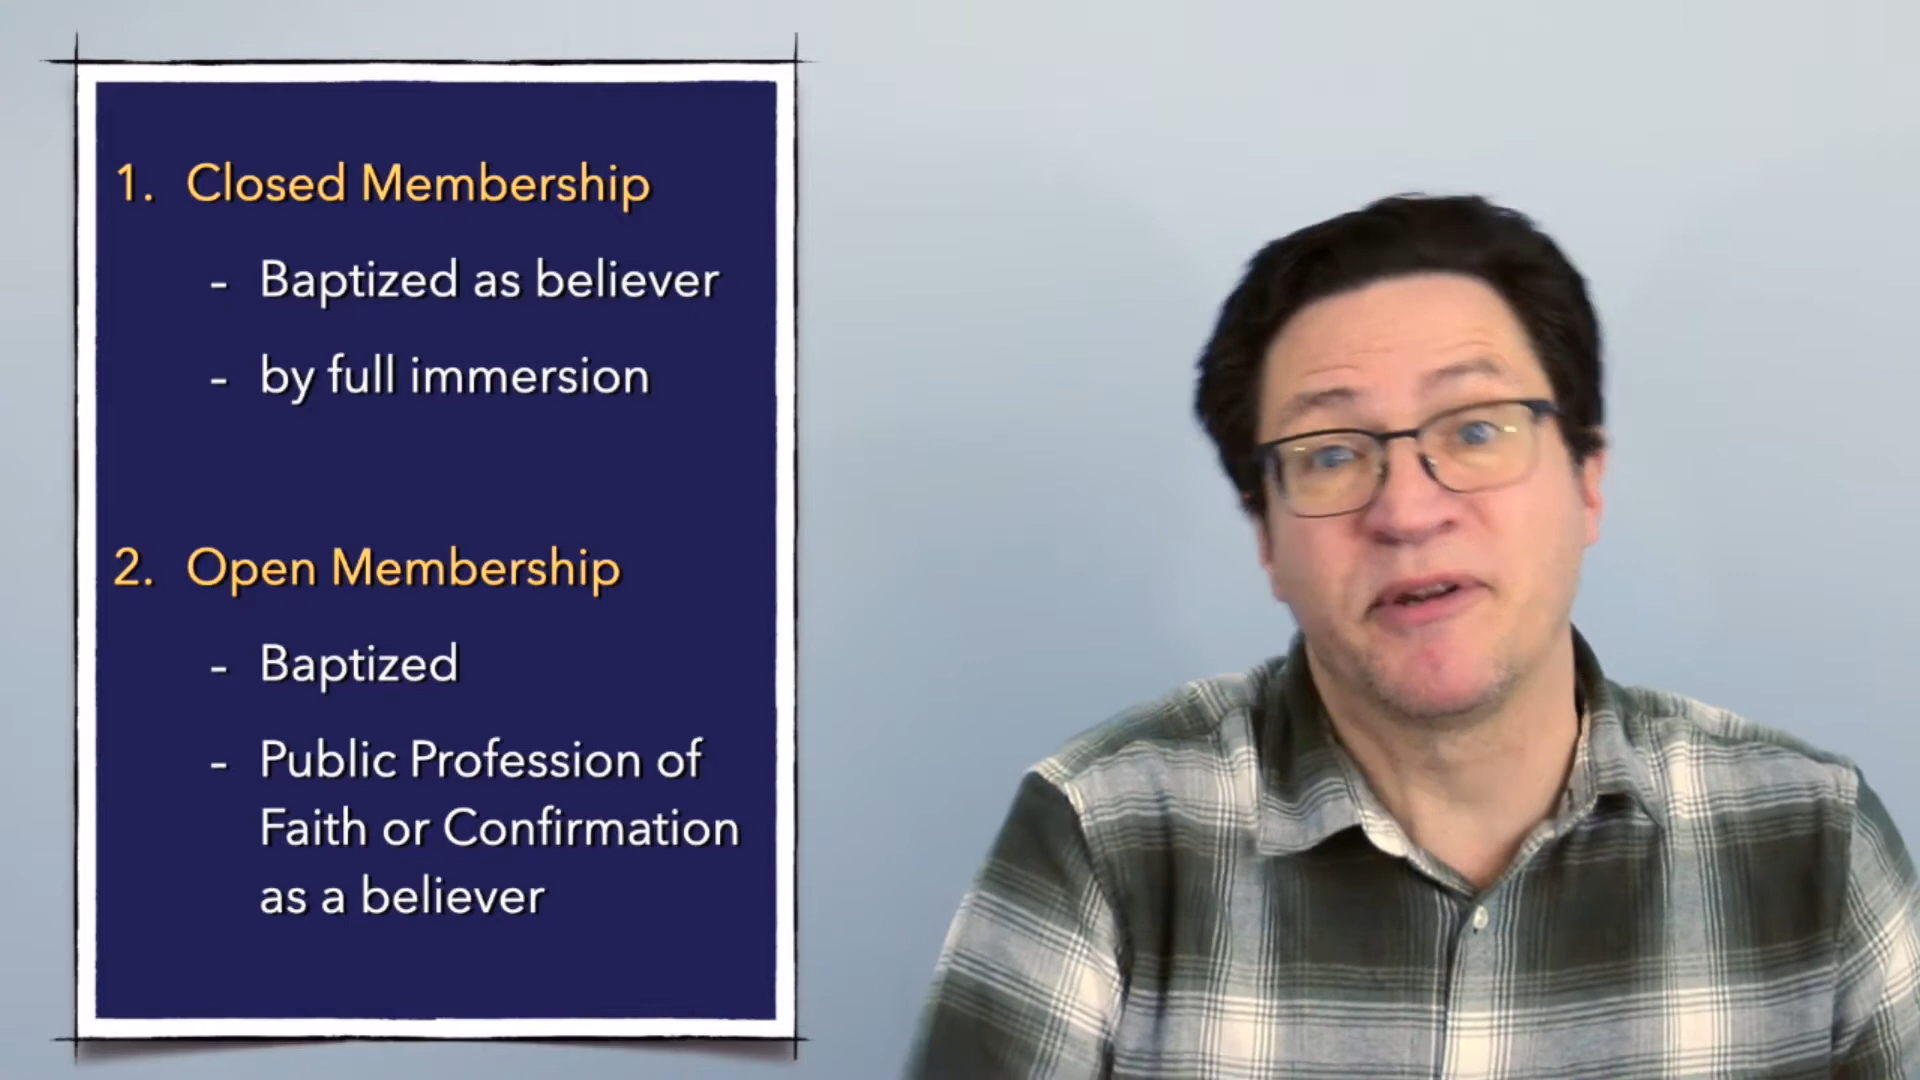 1. Closed Membership
- Baptized as believer
- by full immersion
2. Open Membership
- Baptized
- Public Profession of
Faith or Confirmation
as a believer